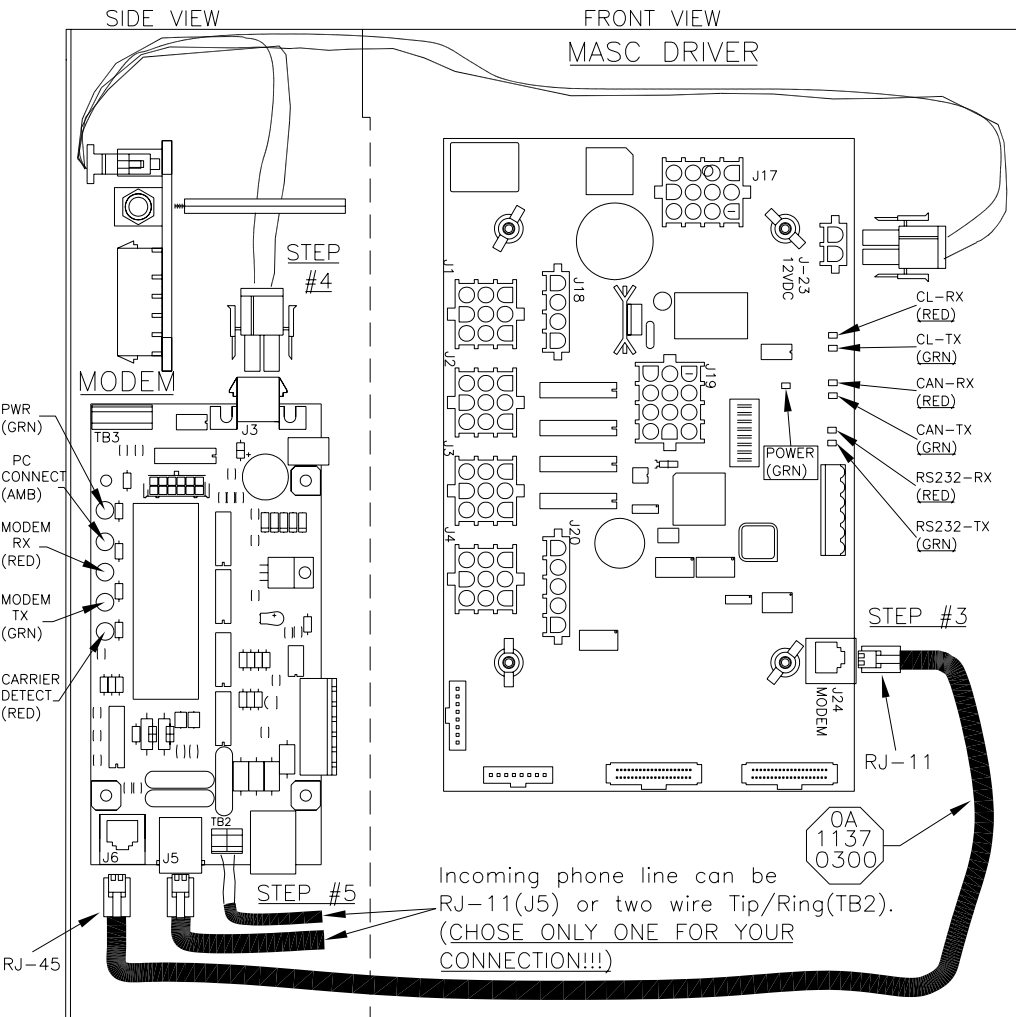 SIDE VIEW
FRONT VIEW
MASC DRIVER
J17
STEP
#4
J-23
12VDC
J1
J18
CL-RX
(RED)
CL-TX
(GRN)
J2
J19
CAN-RX
(RED)
CAN-TX
(GRN)
MODEM
PWR
(GRN)
TB3
J3
+
PC
CONNECT
(AMB)
J3
POWER
(GRN)
RS232-RX
(RED)
RS232-TX
(GRN)
MODEM
RX
(RED)
J4
J20
MODEM
TX
(GRN)
STEP #3
CARRIER
DETECT
(RED)
J24
MODEM
RJ-11
0A
1137
0300
TB2
J6
J5
STEP #5
Incoming phone line can be
RJ-11(J5) or two wire Tip/Ring(TB2).
(CHOSE ONLY ONE FOR YOUR
CONNECTION!!!)
RJ-45